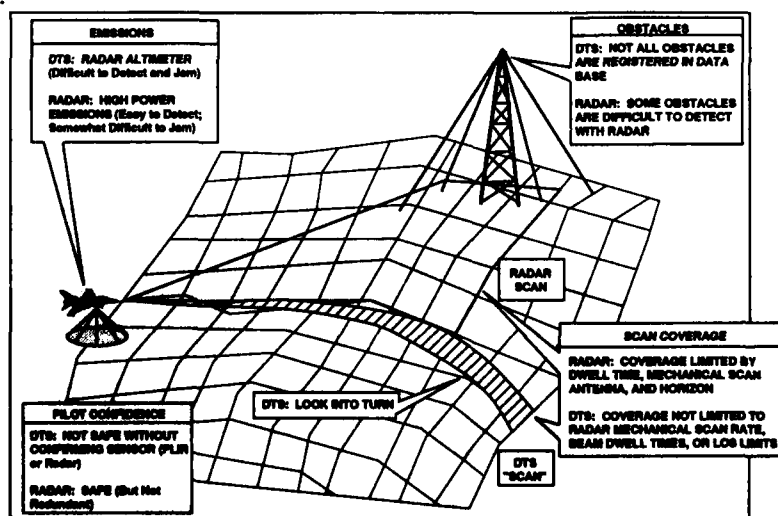 EMISSIONS
DTS: RADAR ALTIMETER
(Difficult to Detect and Jam)
RADAR: HIGH POWER
EMISSIONS (Easy to Detect;
Somewhat Difficult to Jam)
OBSTACLES
DTS: NOT ALL OBSTACLES
ARE REGISTERED IN DATA
BASE
RADAR: SOME OBSTACLES
ARE DIFFICULT TO DETECT
WITH RADAR
RADAR
SCAN
SCAN COVERAGE
RADAR: COVERAGE LIMITED BY
DWELL TIME, MECHANICAL SCAN
ANTENNA, AND HORIZON
DTS: COVERAGE NOT LIMITED TO
RADAR MECHANICAL SCAN RATE,
BEAM DWELL TIMES, OR LOS LIMITS
DTS: LOOK INTO TURN
DTS
"SCAN"
PILOT CONFIDENCE
DTS: NOT SAFE WITHOUT
CONFIRMING SENSOR (FLIR
or Radar)
RADAR: SAFE (But Not
Redundant)